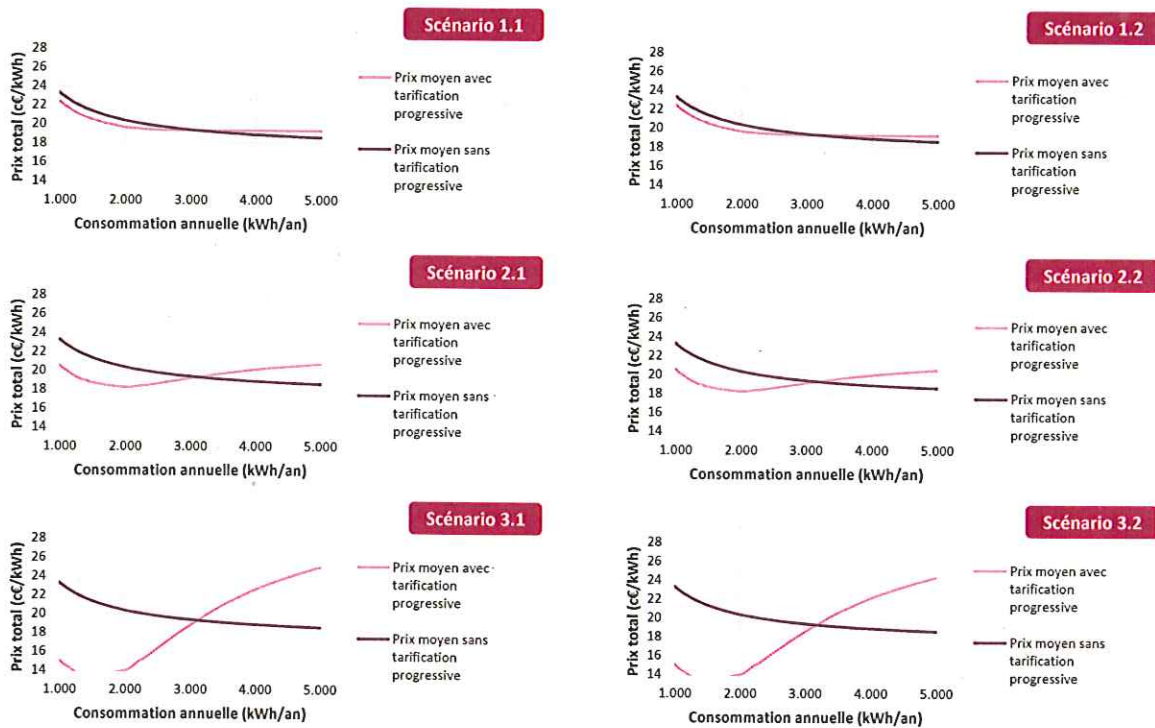 Scénario 1.1
Prix total (c€/kWh)
28
26
24
22
20
18
16
14
1.000 2.000 3.000 4.000 5.000
Consommation annuelle (kWh/an)
Prix moyen avec
tarification
progressive
Prix moyen sans
tarification
progressive
Scénario 1.2
Prix total (c€/kWh)
28
26
24
22
20
18
16
14
1.000 2.000 3.000 4.000 5.000
Consommation annuelle (kWh/an)
Prix moyen avec
tarification
progressive
Prix moyen sans
tarification
progressive
Scénario 2.1
Prix total (c€/kWh)
28
26
24
22
20
18
16
14
1.000 2.000 3.000 4.000 5.000
Consommation annuelle (kWh/an)
Prix moyen avec
tarification
progressive
Prix moyen sans
tarification
progressive
Scénario 2.2
Prix total (c€/kWh)
28
26
24
22
20
18
16
14
1.000 2.000 3.000 4.000 5.000
Consommation annuelle (kWh/an)
Prix moyen avec
tarification
progressive
Prix moyen sans
tarification
progressive
Scénario 3.1
Prix total (c€/kWh)
28
26
24
22
20
18
16
14
1.000 2.000 3.000 4.000 5.000
Consommation annuelle (kWh/an)
Prix moyen avec
tarification
progressive
Prix moyen sans
tarification
progressive
Scénario 3.2
Prix total (c€/kWh)
28
26
24
22
20
18
16
14
1.000 2.000 3.000 4.000 5.000
Consommation annuelle (kWh/an)
Prix moyen avec
tarification
progressive
Prix moyen sans
tarification
progressive